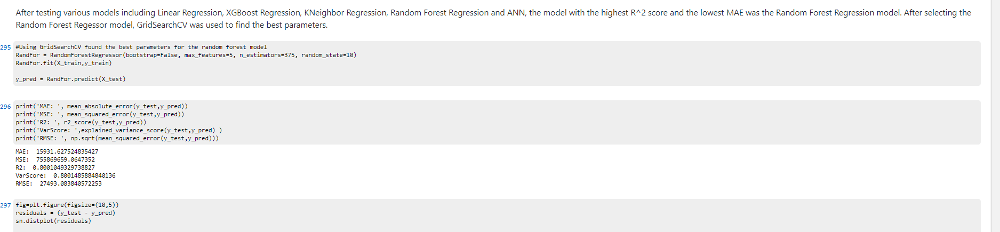 After testing various models including Linear Regression, XGBoost Regression, KNeighbor Regression, Random Forest Regression and ANN, the model with the highest R^2 score and the lowest MAE was the Random Forest Regression model. After selecting the
Random Forest Regessor model, GridSearchCV was used to find the best parameters.
295 #Using GridSearchCV found the best parameters for the random forest model
RandFor = RandomForestRegressor(bootstrap=False, max_features=5, n_estimators=375, random_state=10)
RandFor.fit(X_train,y_train)
y_pred = RandFor.predict(X_test)
296 print('MAE: ', mean_absolute_error(y_test,y_pred))
print('MSE: ', mean_squared_error(y_test,y_pred))
print('R2: ', r2_score(y_test,y_pred))
print('VarScore: ',explained_variance_score(y_test,y_pred) )
print('RMSE: ', np.sqrt(mean_squared_error(y_test,y_pred)))
MAE:  15931.627524835427
MSE:  755869659.0647352
R2:  0.8001049329738827
VarScore:  0.8001485884840136
RMSE:  27493.083840572253
297 fig=plt.figure(figsize=(10,5))
residuals = (y_test - y_pred)
sn.distplot(residuals)